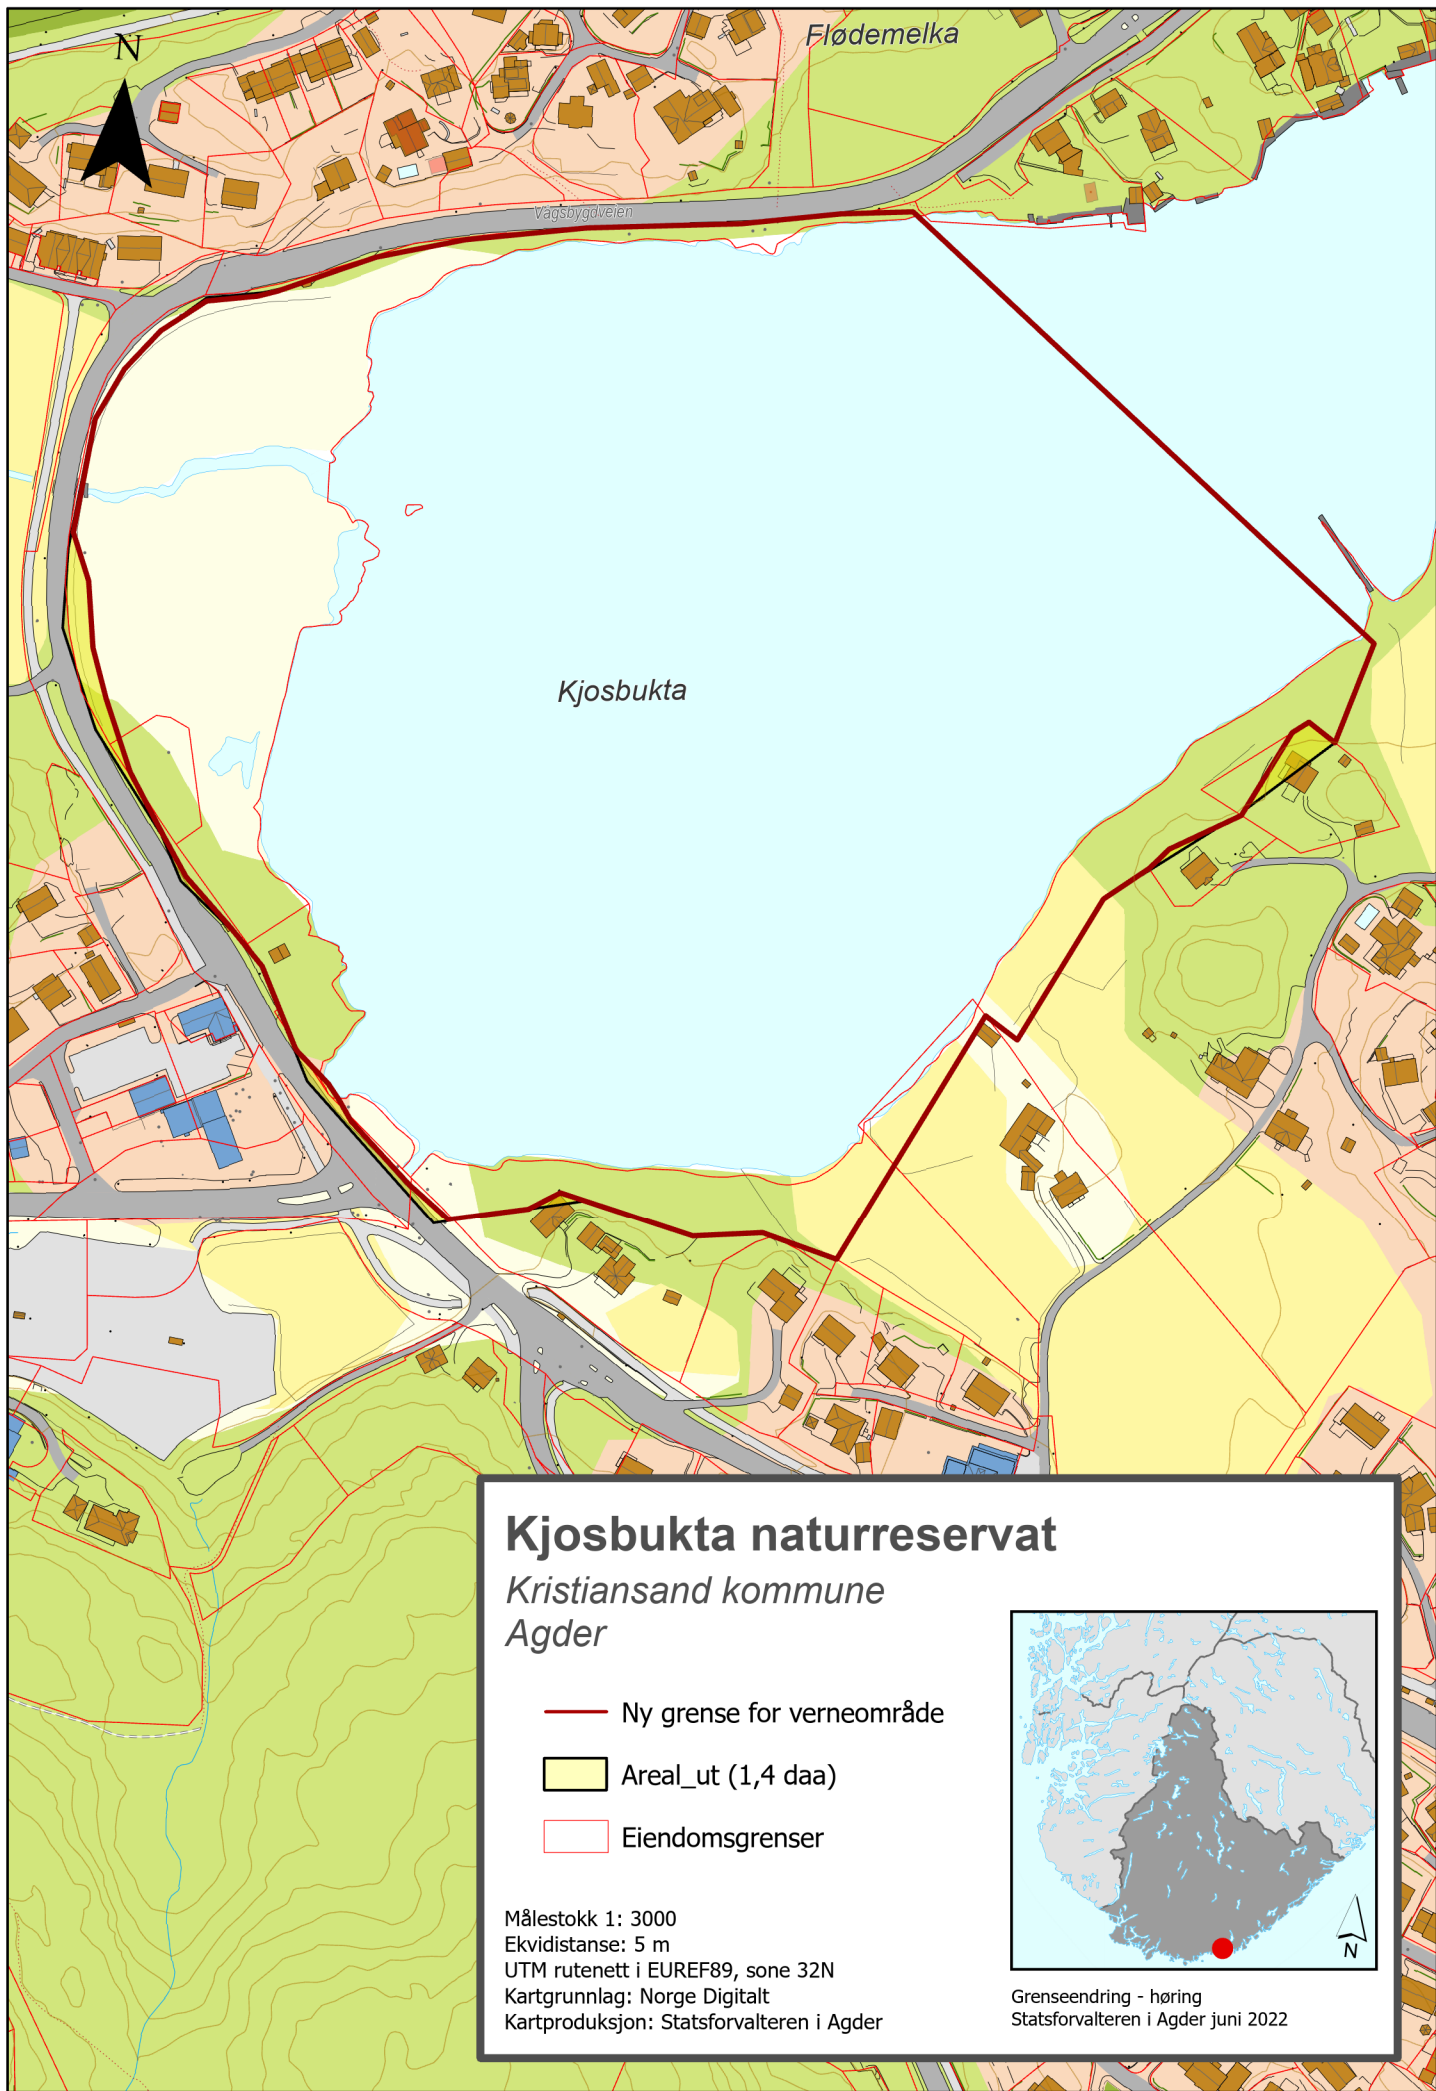 Flødemelka
N
Vågsbygdveien
Kjosbukta
Kjosbukta naturreservat
Kristiansand kommune
Agder
Ny grense for verneområde
Areal_ut (1,4 daa)
Eiendomsgrenser
Målestokk 1: 3000
Ekvidistanse: 5 m
UTM rutenett i EUREF89, sone 32N
Kartgrunnlag: Norge Digitalt
Kartproduksjon: Statsforvalteren i Agder
N
Grenseendring - høring
Statsforvalteren i Agder juni 2022